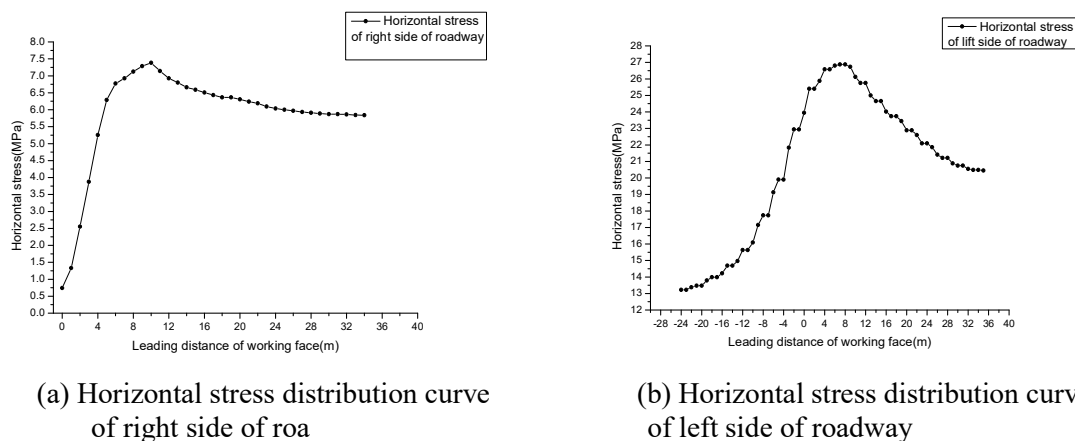 Horizontal stress
of right side of roadway
8.0
7.5
7.0
6.5
6.0
5.5
5.0
4.5
4.0
3.5
3.0
2.5
2.0
1.5
1.0
0.5
0.0
Horizontal stress(MPa)
0 4 8 12 16 20 24 28 32 36 40
Leading distance of working face(m)
(a) Horizontal stress distribution curve
of right side of roa
Horizontal stress
of left side of roadway
28
27
26
25
24
23
22
21
20
19
18
17
16
15
14
13
12
Horizontal stress(MPa)
-28 -24 -20 -16 -12 -8 -4 0 4 8 12 16 20 24 28 32 36 40
Leading distance of working face(m)
(b) Horizontal stress distribution curv
of left side of roadway